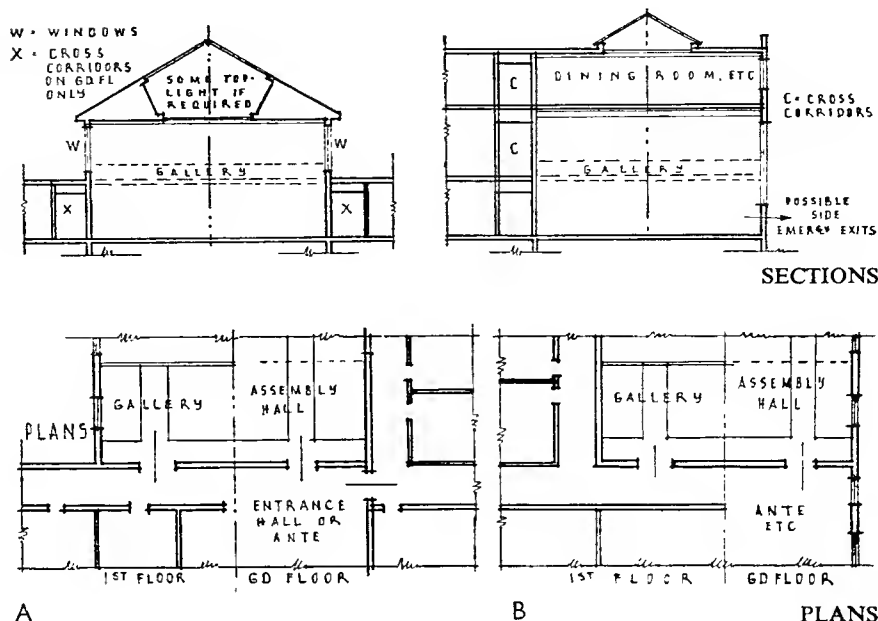 W = WINDOWS
X = CROSS
CORRIDORS
ON GD.FL
ONLY
SOME TOP-
LIGHT IF
REQUIRED
W
W
GALLERY
X
X
C
DINING ROOM, ETC
C = CROSS
CORRIDORS
C
GALLERY
POSSIBLE
SIDE
EMERGY EXITS
SECTIONS
GALLERY
ASSEMBLY
HALL
PLANS
ENTRANCE
HALL OR
ANTE
1ST FLOOR
GD FLOOR
A
GALLERY
ASSEMBLY
HALL
ANTE
ETC
1ST FLOOR
GD FLOOR
B
PLANS